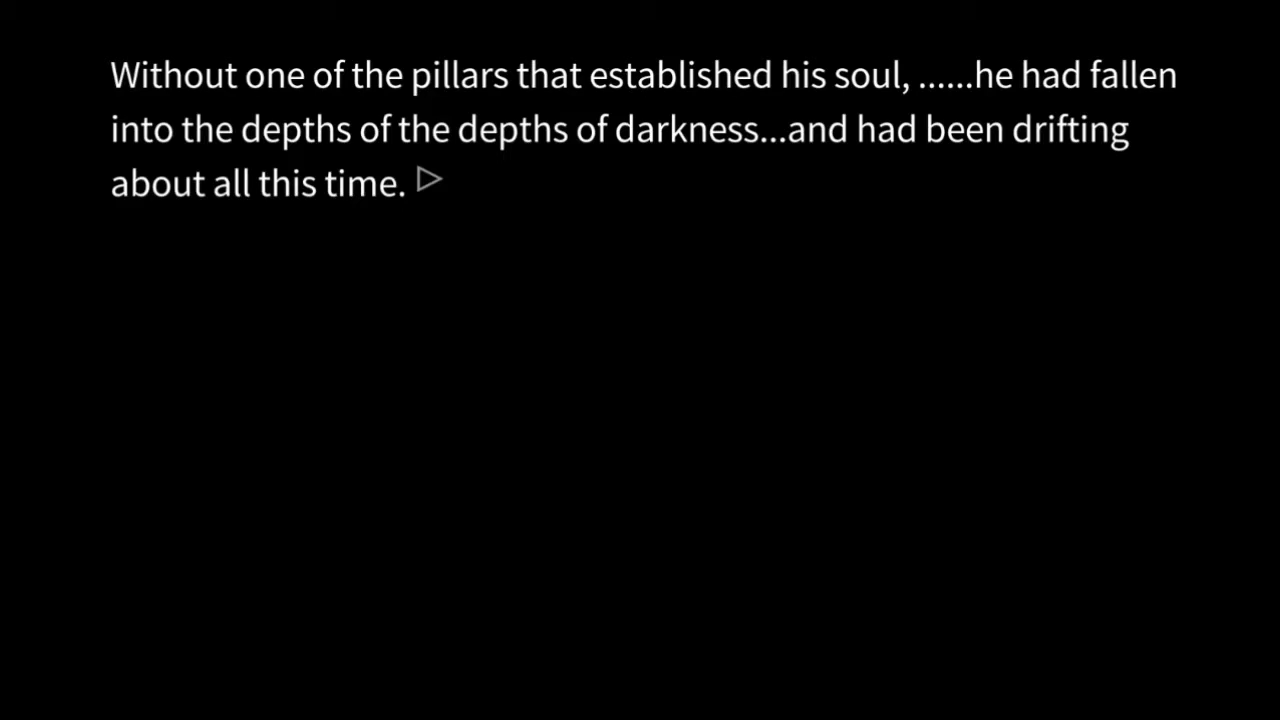 Without one of the pillars that established his soul, ......he had fallen
into the depths of the depths of darkness...and had been drifting
about all this time.